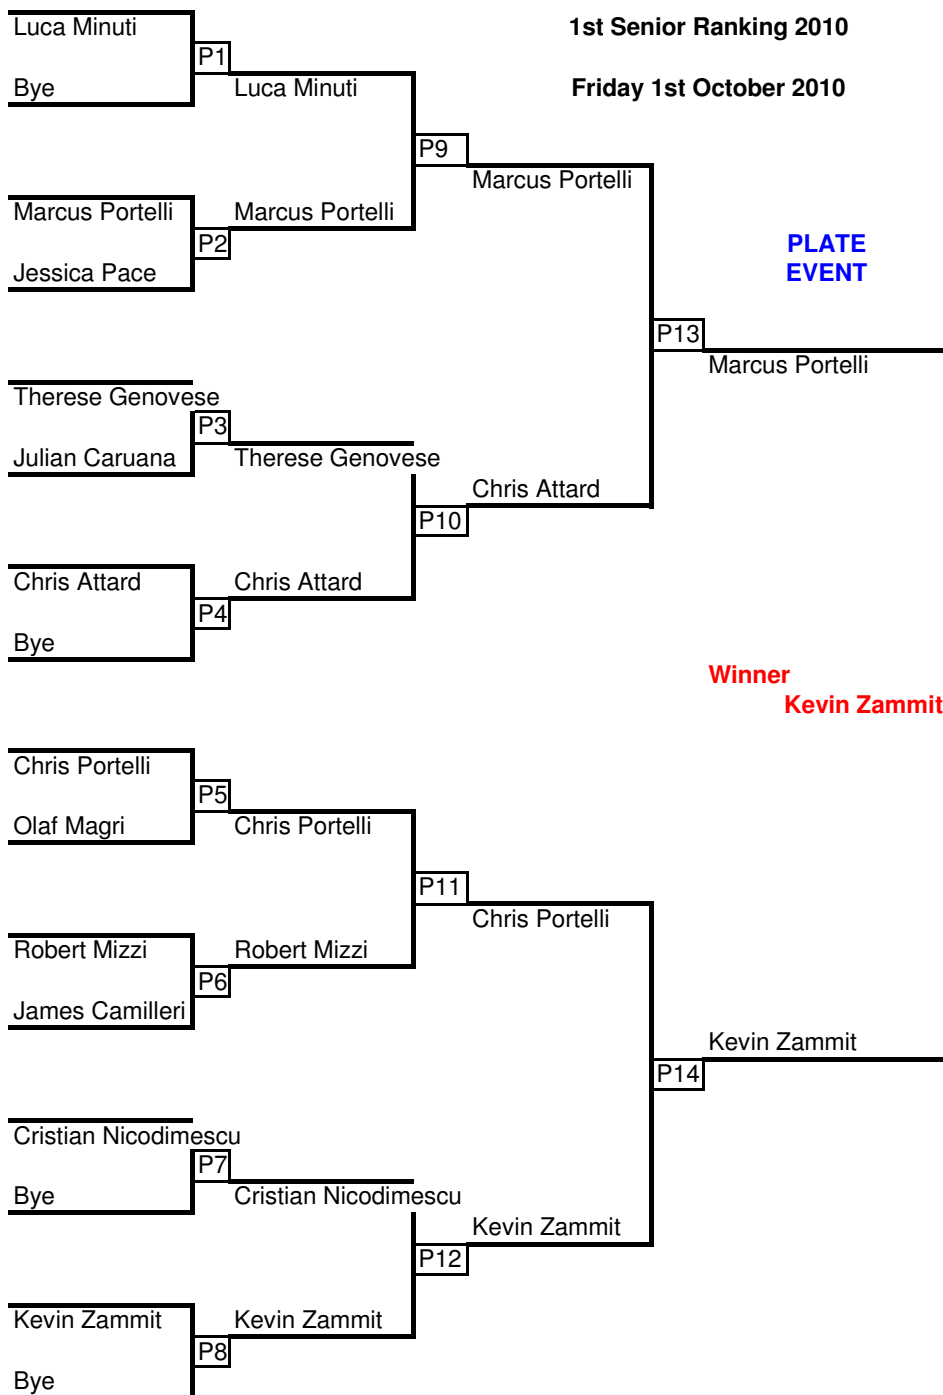 Luca Minuti
1st Senior Ranking 2010
P1
Bye
Luca Minuti
Friday 1st October 2010
P9
Marcus Portelli
Marcus Portelli
Marcus Portelli
P2
PLATE
Jessica Pace
EVENT
P13
Marcus Portelli
Therese Genovese
P3
Julian Caruana
Therese Genovese
Chris Attard
P10
Chris Attard
Chris Attard
P4
Bye
Winner
Kevin Zammit
Chris Portelli
P5
Olaf Magri
Chris Portelli
P11
Chris Portelli
Robert Mizzi
Robert Mizzi
P6
James Camilleri
Kevin Zammit
P14
Cristian Nicodimescu
P7
Bye
Cristian Nicodimescu
Kevin Zammit
P12
Kevin Zammit
Kevin Zammit
P8
Bye